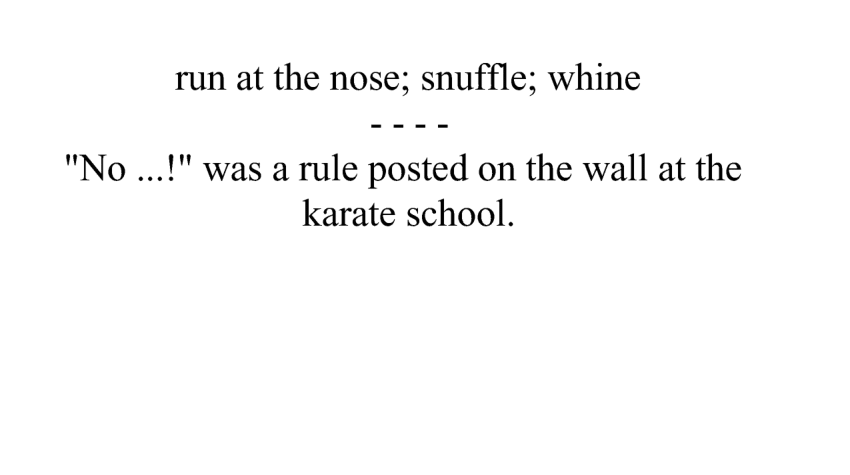 run at the nose; snuffle; whine
- - - -
"No ...!" was a rule posted on the wall at the
karate school.